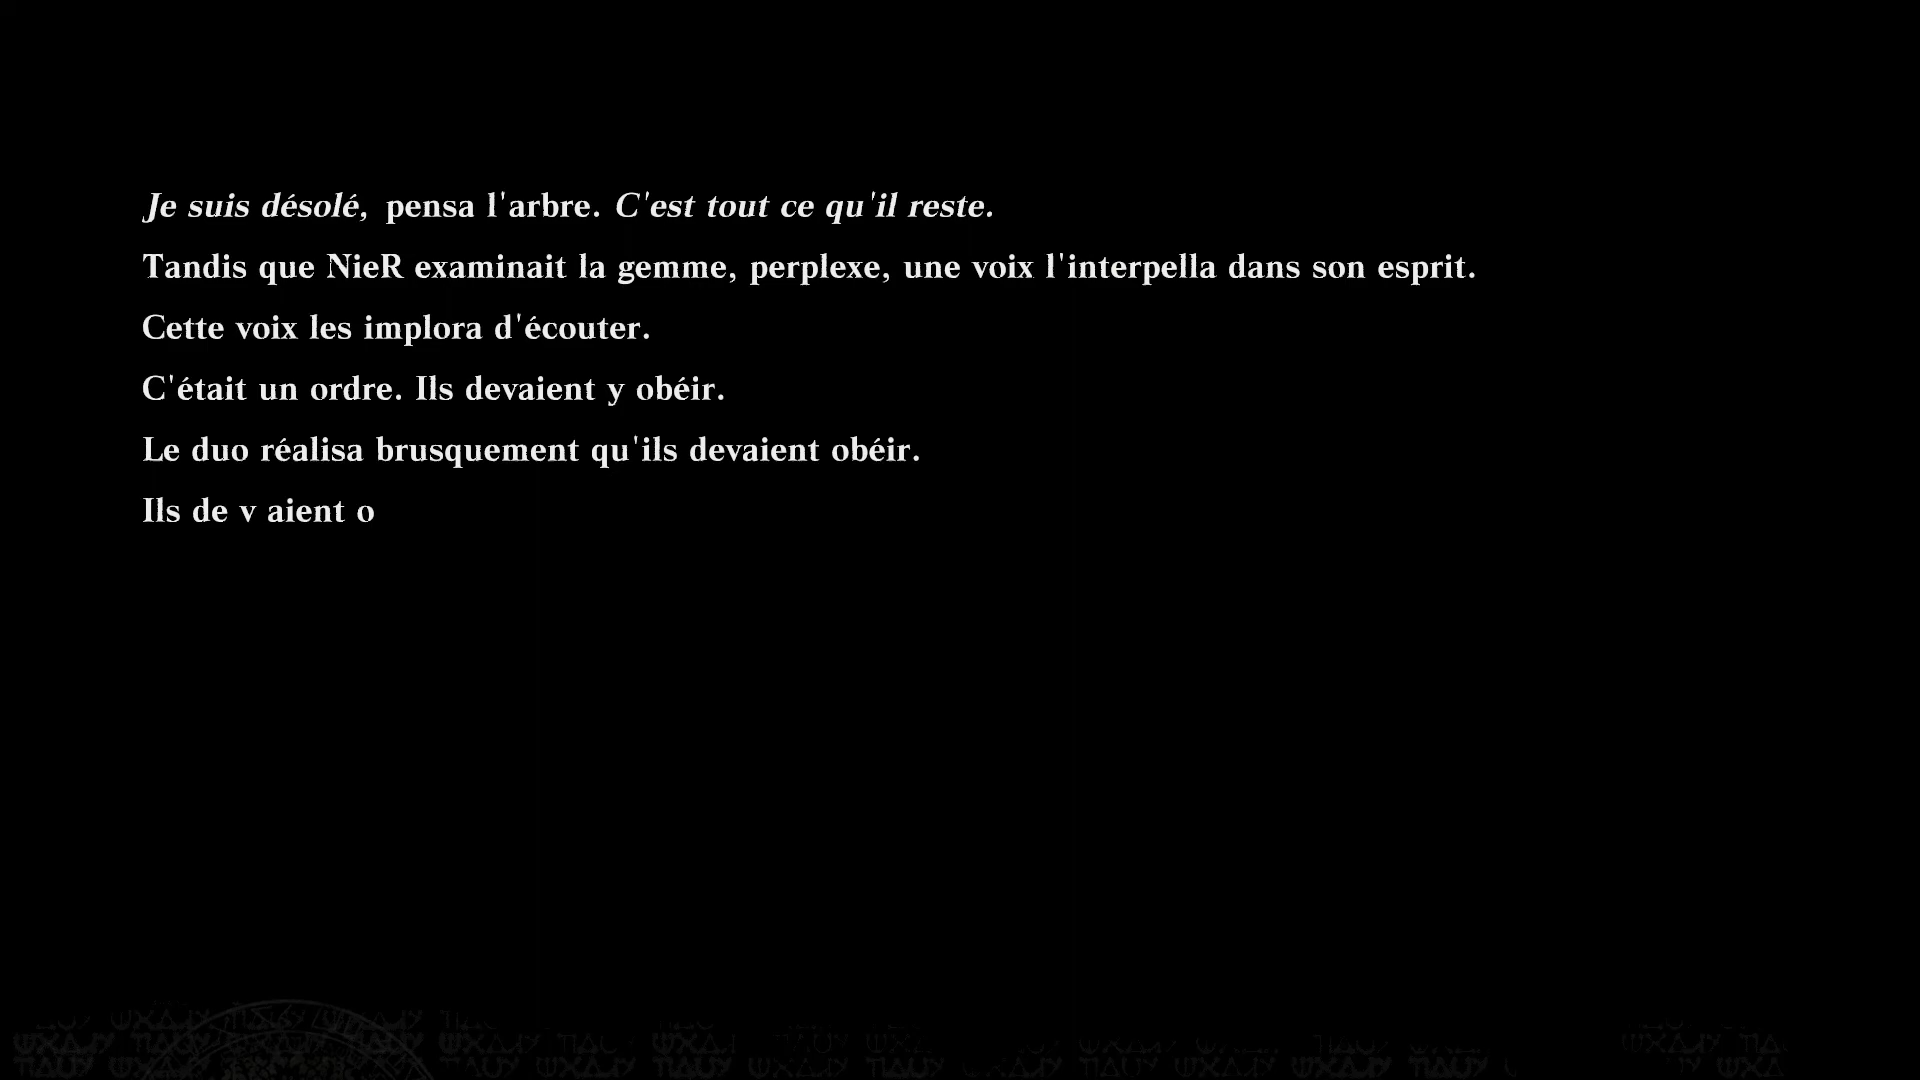 Je suis désolé, pensa l'arbre. C'est tout ce qu'il reste.
Tandis que NieR examinait la gemme, perplexe, une voix l'interpella dans son esprit.
Cette voix les implora d'écouter.
C'était un ordre. Ils devaient y obéir.
Le duo réalisa brusquement qu'ils devaient obéir.
Ils de v aient o